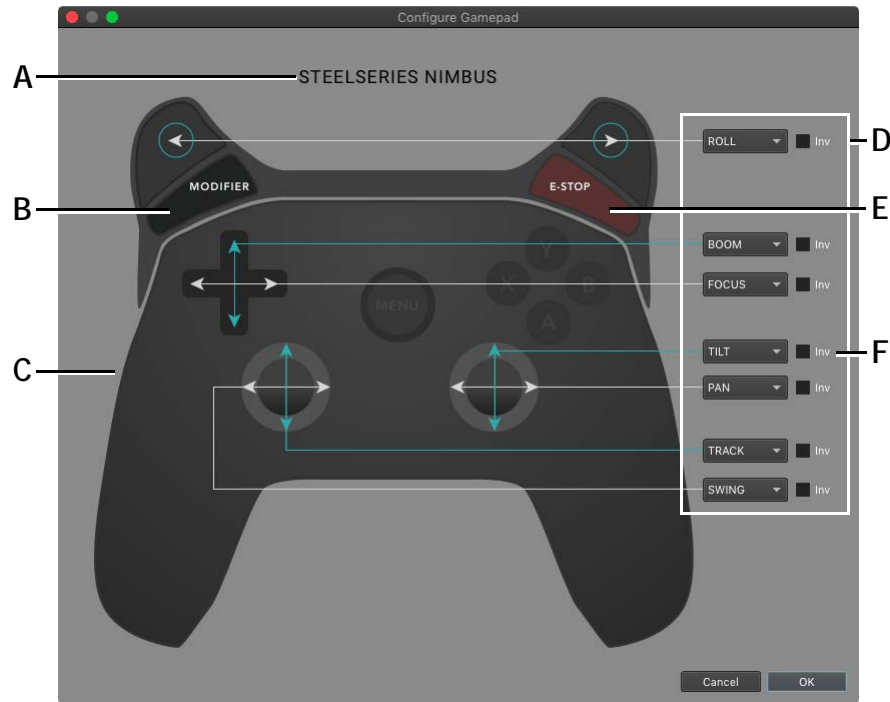 Configure Gamepad
A
STEELSERIES NIMBUS
ROLL Inv
D
MODIFIER
E-STOP
B
E
BOOM Inv
Y
FOCUS Inv
X
B
MENU
A
TILT Inv
F
C
PAN Inv
TRACK Inv
SWING Inv
Cancel OK